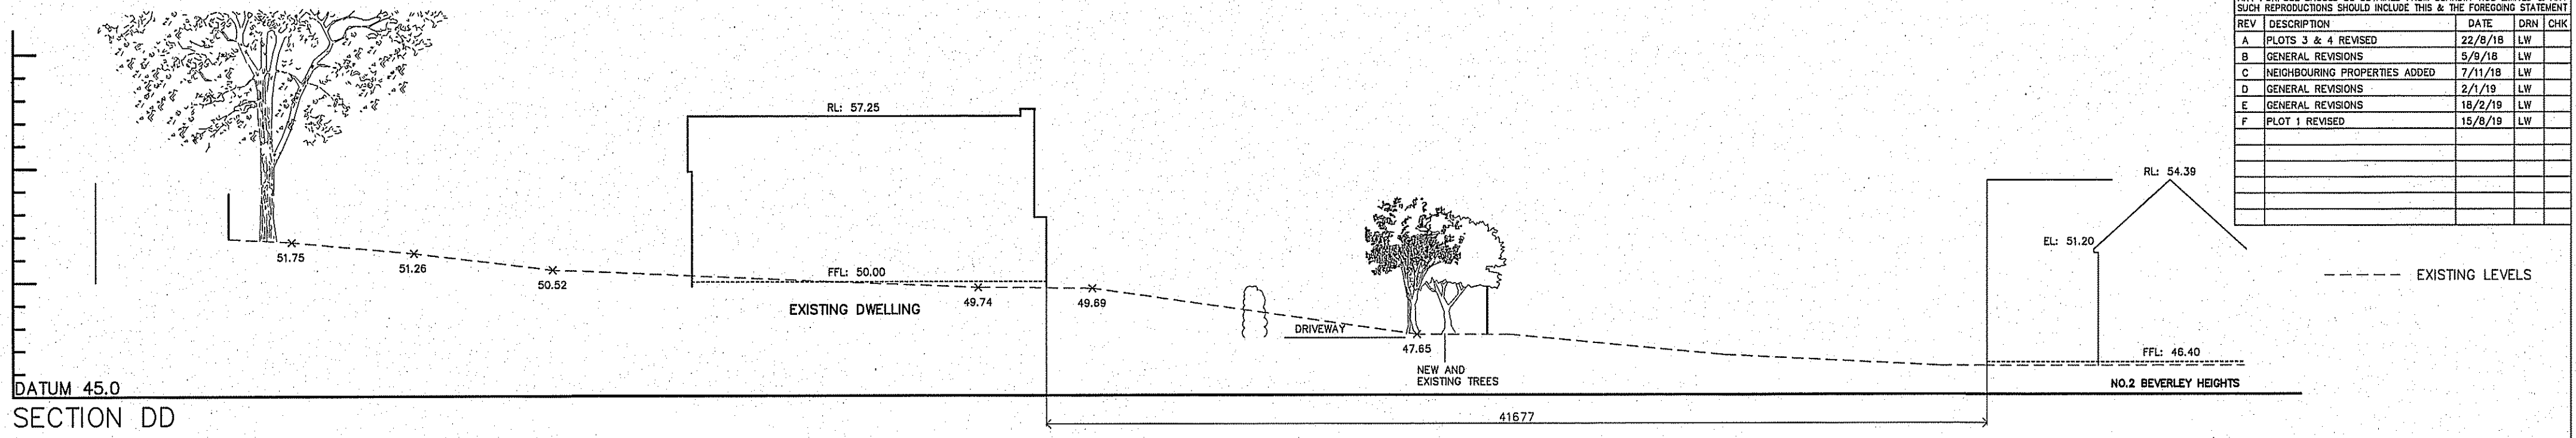 SUCH REPRODUCTIONS SHOULD INCLUDE THIS & THE FOREGOING STATEMENT
REV DESCRIPTION DATE DRN CHK
A PLOTS 3 & 4 REVISED 22/8/18 LW
B GENERAL REVISIONS 5/9/18 LW
C NEIGHBOURING PROPERTIES ADDED 7/11/18 LW
D GENERAL REVISIONS 2/1/19 LW
E GENERAL REVISIONS 18/2/19 LW
F PLOT 1 REVISED 15/8/19 LW
RL: 57.25
RL: 54.39
EL: 51.20
51.75
51.26
50.52
FFL: 50.00
49.74
49.69
EXISTING DWELLING
EXISTING LEVELS
DRIVEWAY
47.65
NEW AND
EXISTING TREES
FFL: 46.40
NO.2 BEVERLEY HEIGHTS
DATUM 45.0
SECTION DD
41677